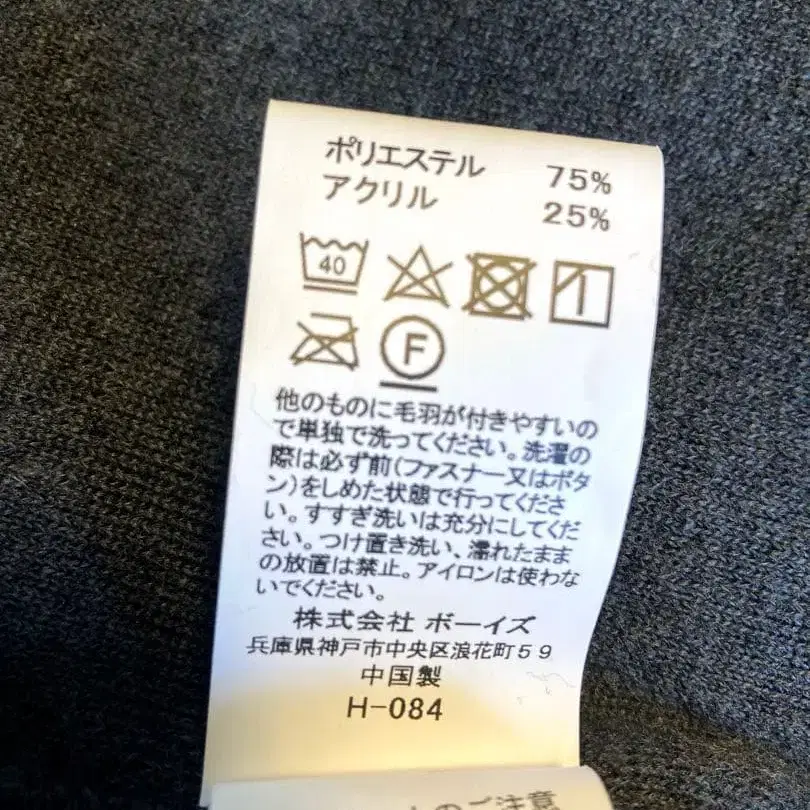 ポリエステル 75%
アクリル 25%
40
F
他のものに毛羽が付きやすいの
で単独で洗ってください。洗濯の
際は必ず前(ファスナー又はボタ
ン)をしめた状態で行ってくださ
い。すすぎ洗いは充分にしてくだ
さい。つけ置き洗い、濡れたまま
の放置は禁止。アイロンは使わな
いでください。
株式会社 ボーイズ
兵庫県神戸市中央区浪花町59
中国製
H-084
のご注意